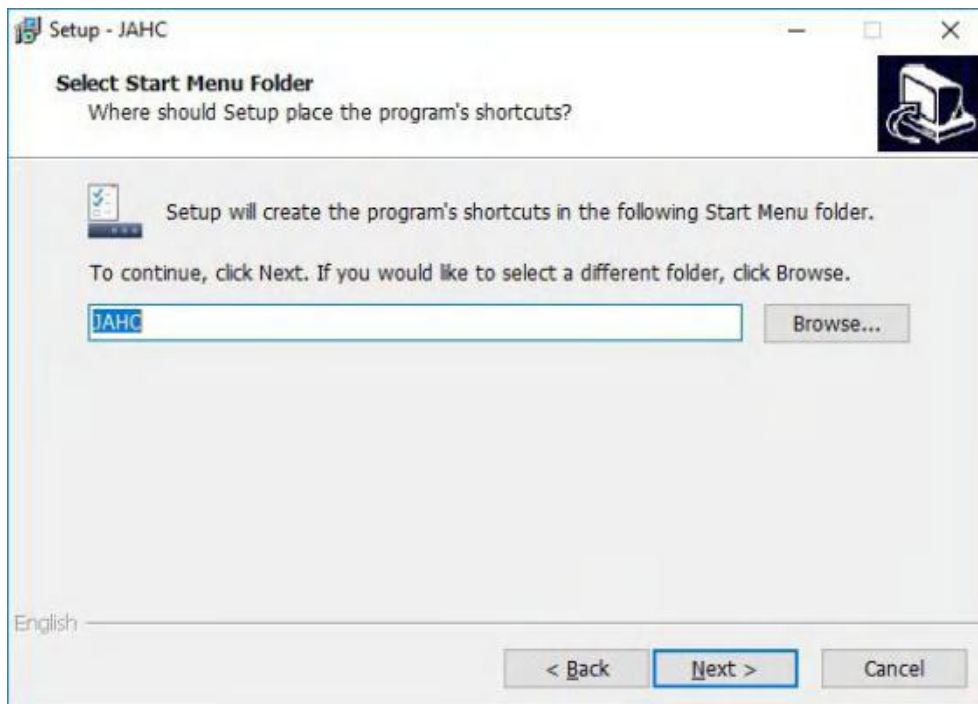 Setup - JAHC
Select Start Menu Folder
Where should Setup place the program's shortcuts?
Setup will create the program's shortcuts in the following Start Menu folder.
To continue, click Next. If you would like to select a different folder, click Browse.
JAHC
Browse...
English
< Back
Next >
Cancel